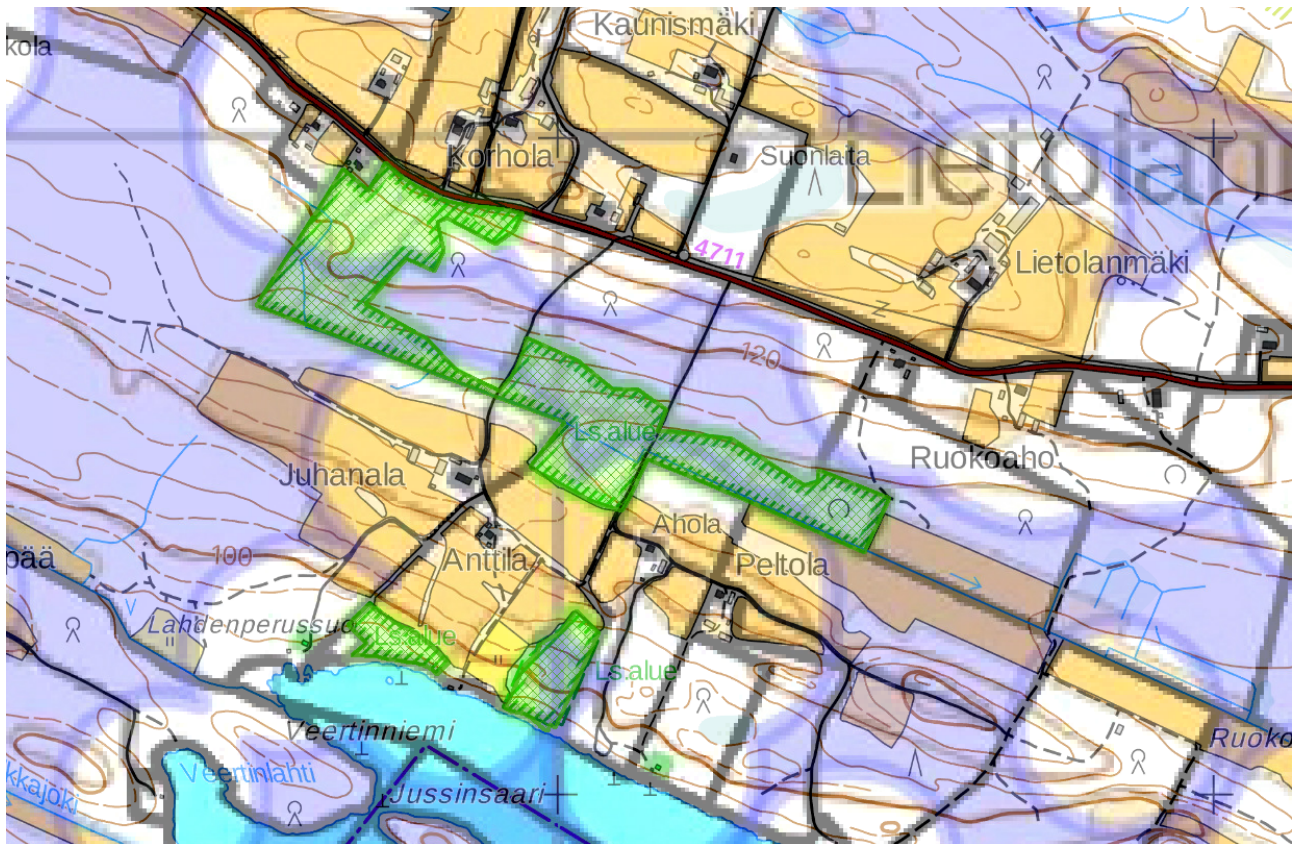 Kaunismäki
kola
Korhola
Suonlaita
Lietolahti
4711
Lietolanmäki
120
Ls.alue
Ruokoaho
Juhanala
Ahola
100
Anttila
Peltola
pää
Lahdenperussuo
Ls.alue
Ls.alue
Veertinniemi
Ruoko
Veertinlahti
kkajoki
Jussinsaari